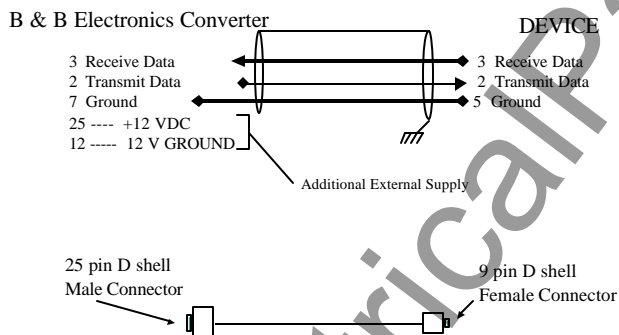 B & B Electronics Converter
DEVICE
3 Receive Data
2 Transmit Data
7 Ground
25 ---- +12 VDC
12 ----- 12 V GROUND
3 Receive Data
2 Transmit Data
5 Ground
Additional External Supply
25 pin D shell
Male Connector
9 pin D shell
Female Connector